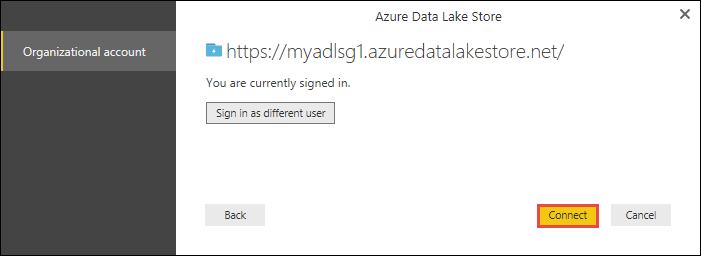 Azure Data Lake Store
Organizational account
https://myadlsg1.azuredatalakestore.net/
You are currently signed in.
Sign in as different user
Back
Connect
Cancel